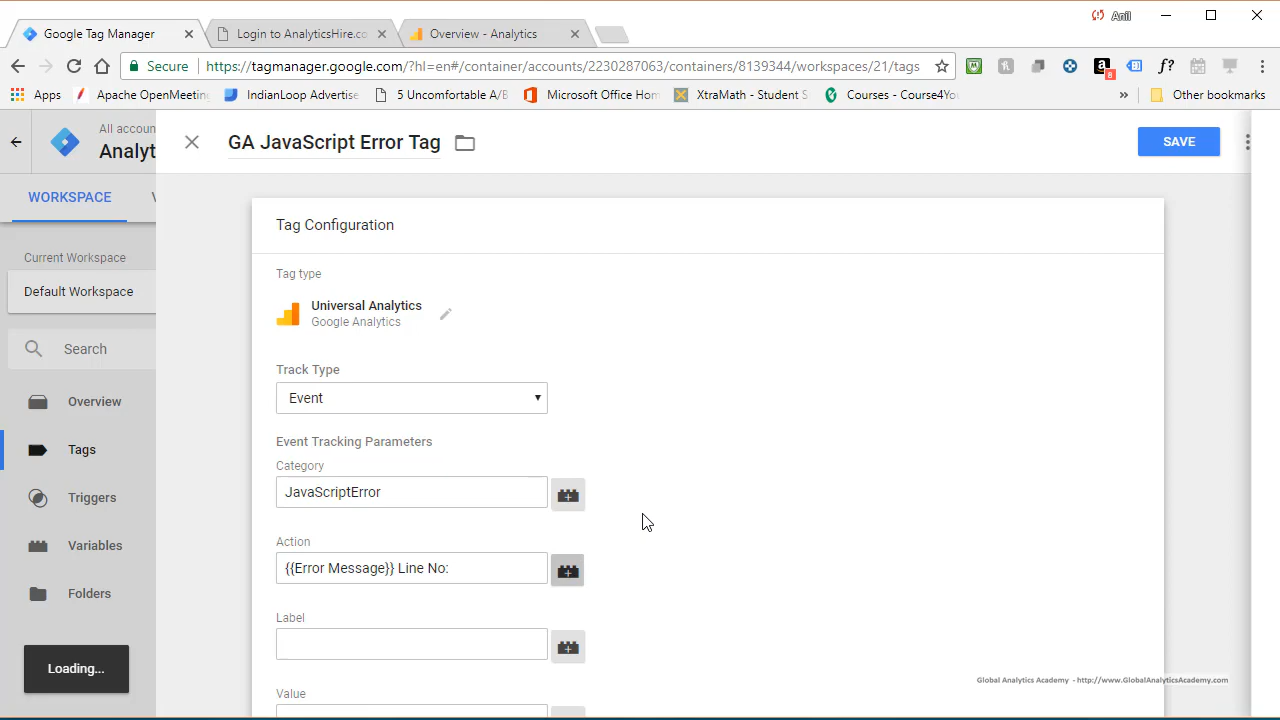 Anil
Google Tag Manager
Login to AnalyticsHire.co
Overview - Analytics
Secure
https://tagmanager.google.com/?hl=en#/container/accounts/2230287063/containers/8139344/workspaces/21/tags
8
f?
Apps
Apache OpenMeeting
IndianLoop Advertise
5 Uncomfortable A/B
Microsoft Office Hom
XtraMath - Student S
Courses - Course4You
»
Other bookmarks
All accoun
Analyt
GA JavaScript Error Tag
SAVE
WORKSPACE
V
Tag Configuration
Current Workspace
Default Workspace
Tag type
Universal Analytics
Google Analytics
Search
Track Type
Event
Overview
Event Tracking Parameters
Tags
Category
JavaScriptError
Triggers
Action
Variables
{{Error Message}} Line No:
Folders
Label
Loading...
Global Analytics Academy - http://www.GlobalAnalyticsAcademy.com
Value